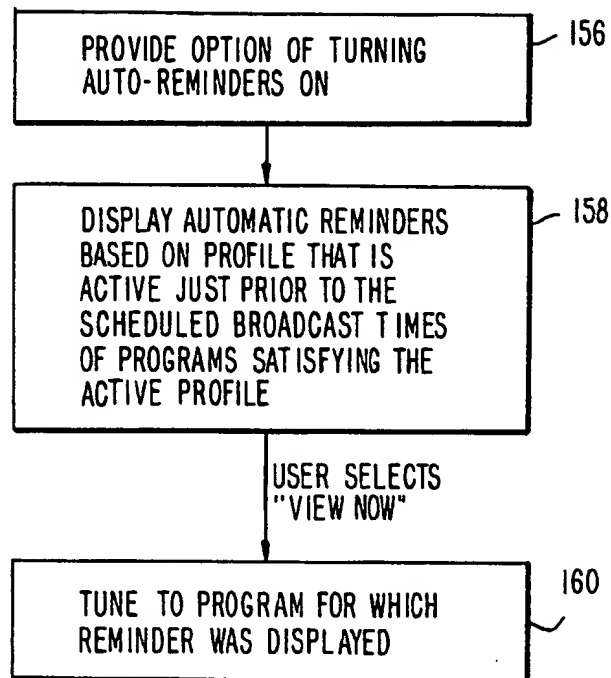 PROVIDE OPTION OF TURNING
AUTO-REMINDERS ON
156
DISPLAY AUTOMATIC REMINDERS
BASED ON PROFILE THAT IS
ACTIVE JUST PRIOR TO THE
SCHEDULED BROADCAST TIMES
OF PROGRAMS SATISFYING THE
ACTIVE PROFILE
158
USER SELECTS
"VIEW NOW"
TUNE TO PROGRAM FOR WHICH
REMINDER WAS DISPLAYED
160